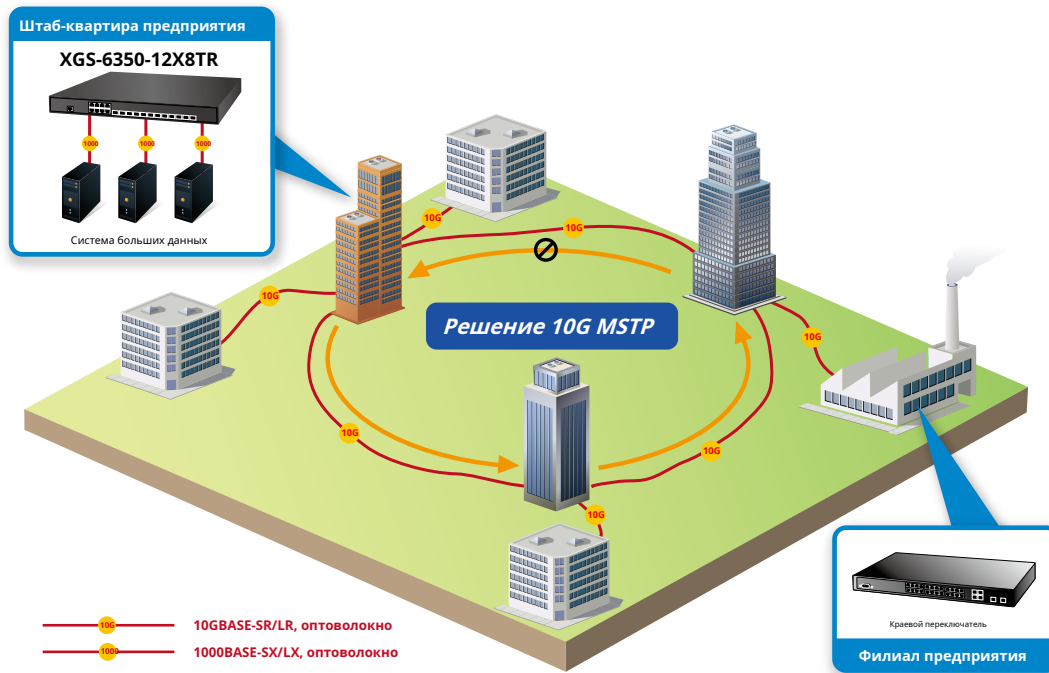 Штаб-квартира предприятия
XGS-6350-12X8TR
1000
1000
1000
Система больших данных
10G
10G
10G
10G
Решение 10G MSTP
10G
10G
10G
Краевой переключатель
Филиал предприятия
10G
10GBASE-SR/LR, оптоволокно
1000
1000BASE-SX/LX, оптоволокно